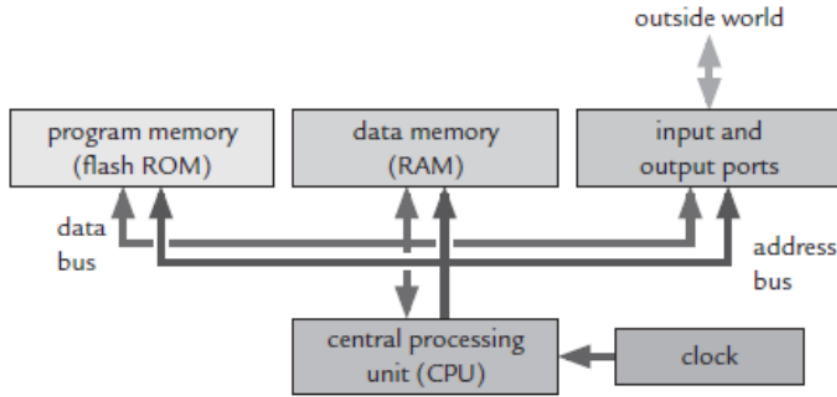 outside world
program memory
(flash ROM)
data memory
(RAM)
input and
output ports
data
bus
address
bus
central processing
unit (CPU)
clock